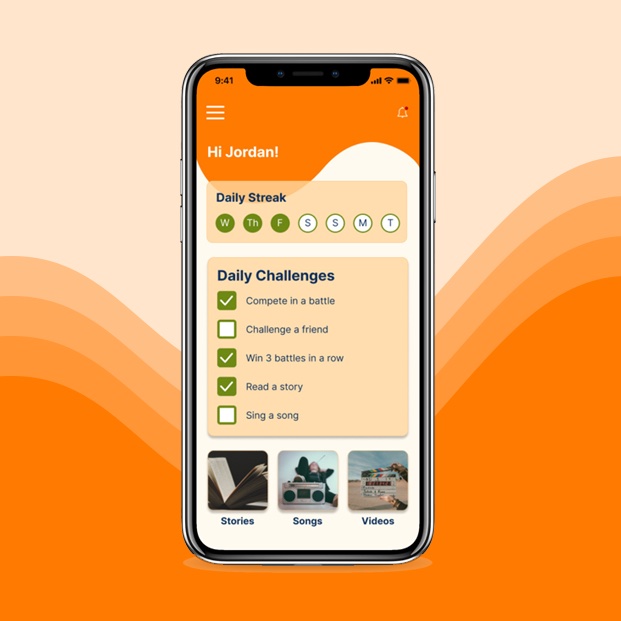 9:41
Hi Jordan!
Daily Streak
W Th F S S M T
Daily Challenges
Compete in a battle
Challenge a friend
Win 3 battles in a row
Read a story
Sing a song
Stories Songs Videos